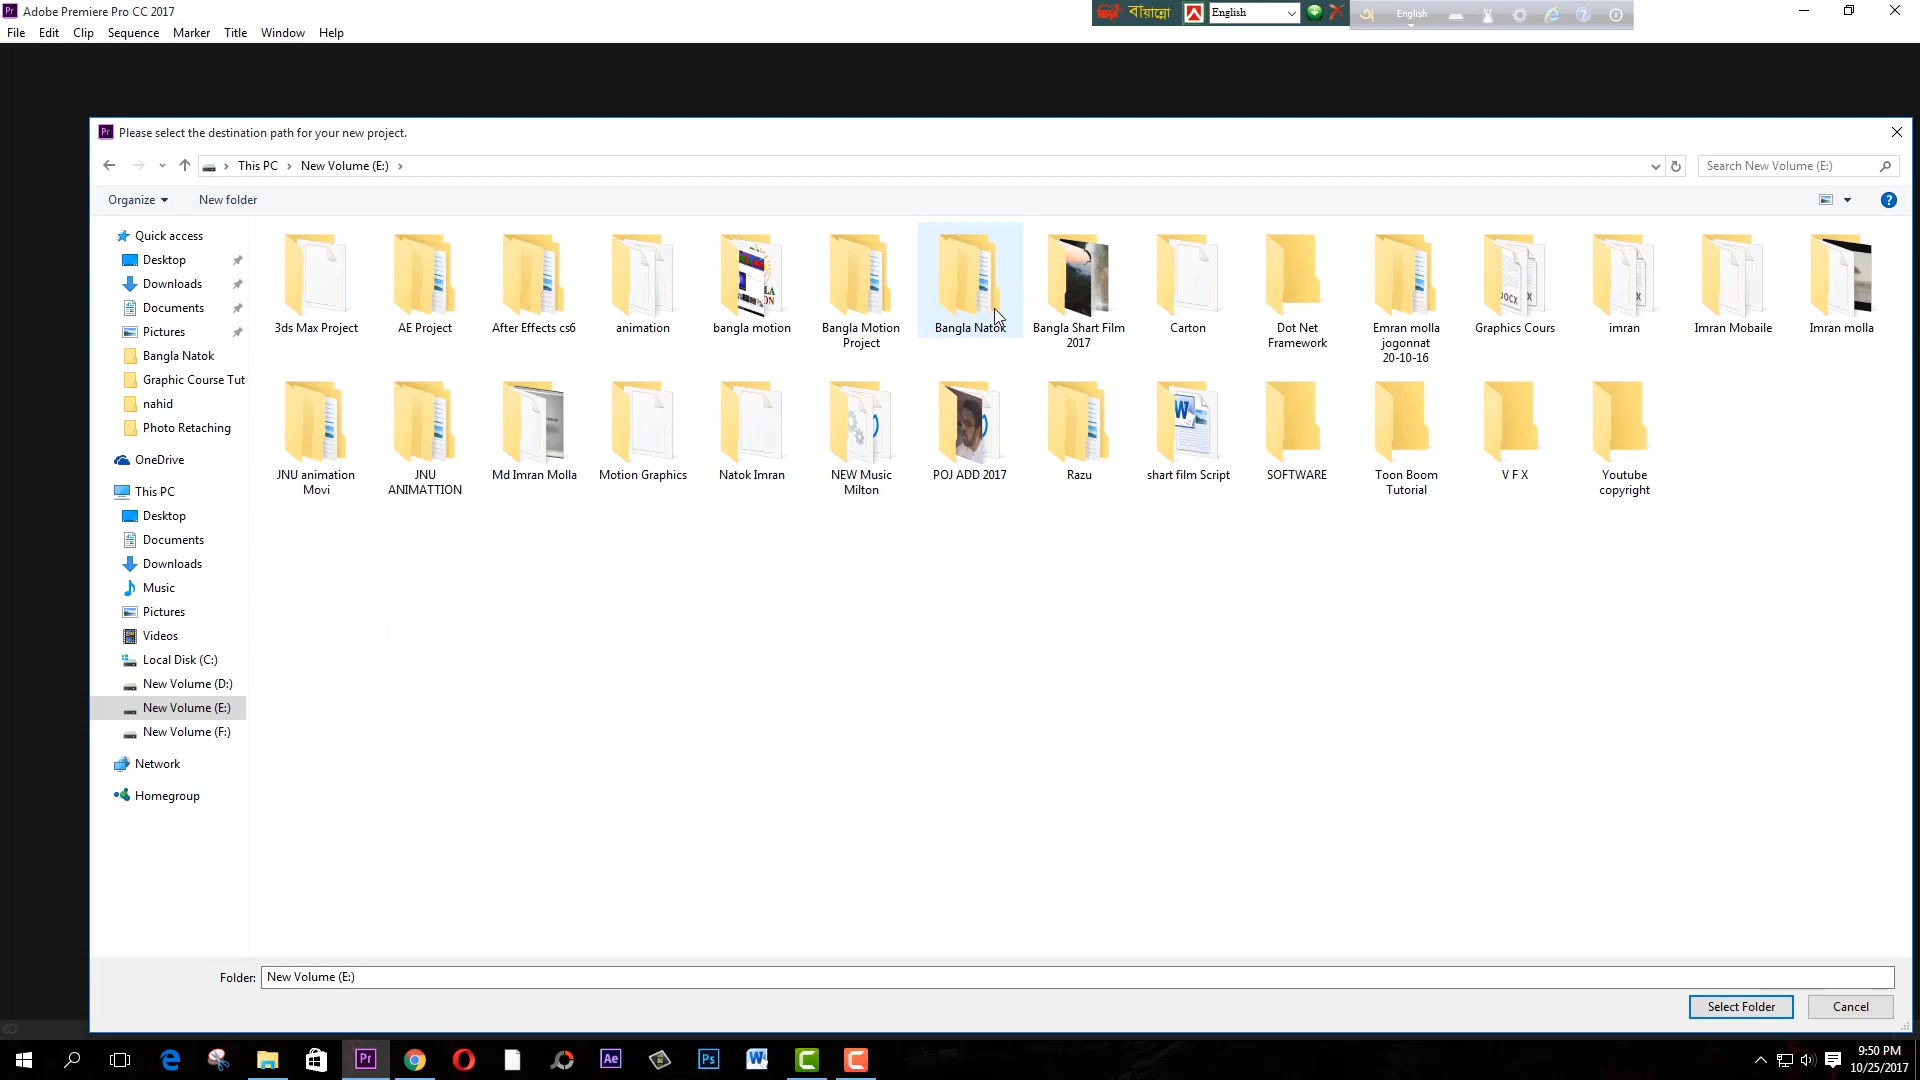 Pr Adobe Premiere Pro CC 2017
বায়ান্নো English
English
File Edit Clip Sequence Marker Title Window Help
Pr Please select the destination path for your new project.
This PC New Volume (E:)
Search New Volume (E:)
Organize New folder
Quick access
Desktop
Downloads
Documents
Pictures
Bangla Natok
Graphic Course Tut
nahid
Photo Retaching
OneDrive
This PC
Desktop
Documents
Downloads
Music
Pictures
Videos
Local Disk (C:)
New Volume (D:)
New Volume (E:)
New Volume (F:)
Network
Homegroup
3ds Max Project
AE Project
After Effects cs6
animation
bangla motion
Bangla Motion
Project
Bangla Natok
Bangla Shart Film
2017
Carton
Dot Net
Framework
Emran molla
jogonnat
20-10-16
Graphics Cours
imran
Imran Mobaile
Imran molla
JNU animation
Movi
JNU
ANIMATTION
Md Imran Molla
Motion Graphics
Natok Imran
NEW Music
Milton
POJ ADD 2017
Razu
shart film Script
SOFTWARE
Toon Boom
Tutorial
V F X
Youtube
copyright
Folder: New Volume (E:)
Select Folder Cancel
Pr Ae Ps
9:50 PM
10/25/2017